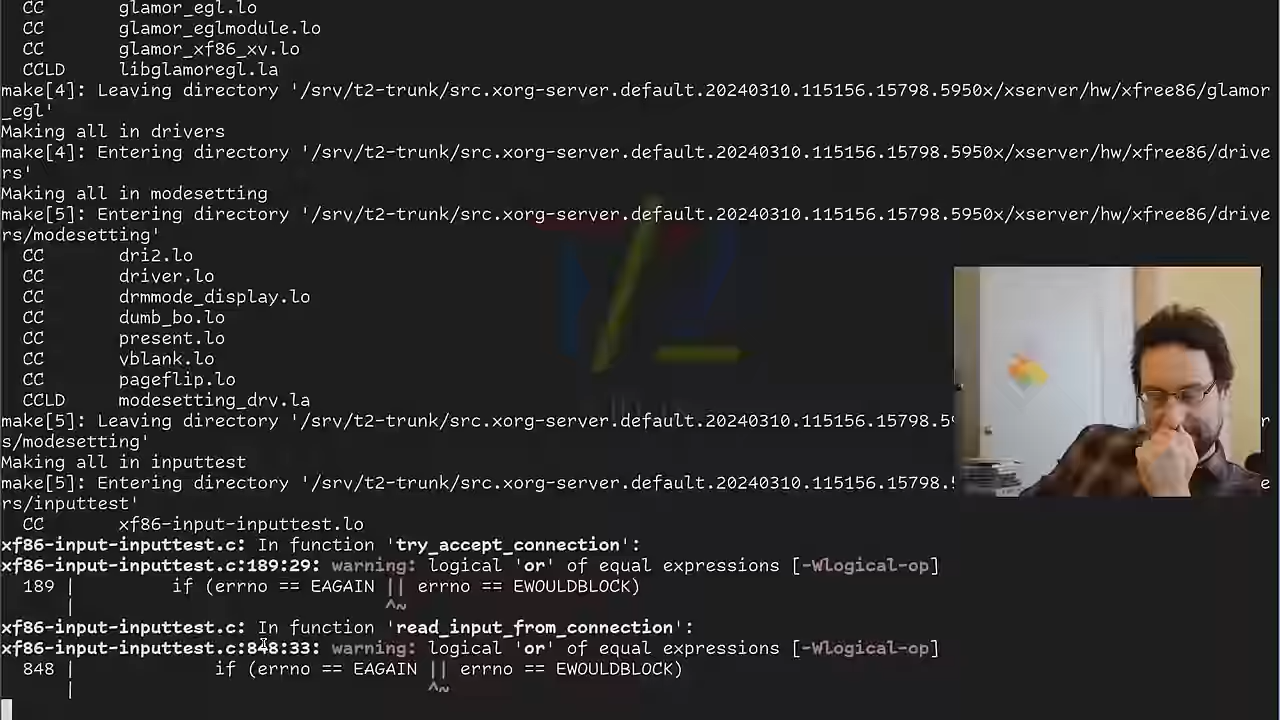 CC glamor_egl.lo
CC glamor_eglmodule.lo
CC glamor_xf86_xv.lo
CCLD libglamoregl.la
make[4]: Leaving directory '/srv/t2-trunk/src.xorg-server.default.20240310.115156.15798.5950x/xserver/hw/xfree86/glamor
_egl'
Making all in drivers
make[4]: Entering directory '/srv/t2-trunk/src.xorg-server.default.20240310.115156.15798.5950x/xserver/hw/xfree86/drive
rs'
Making all in modesetting
make[5]: Entering directory '/srv/t2-trunk/src.xorg-server.default.20240310.115156.15798.5950x/xserver/hw/xfree86/drive
rs/modesetting'
CC dri2.lo
CC driver.lo
CC drmmode_display.lo
CC dumb_bo.lo
CC present.lo
CC vblank.lo
CC pageflip.lo
CCLD modesetting_drv.la
make[5]: Leaving directory '/srv/t2-trunk/src.xorg-server.default.20240310.115156.15798.5 r
s/modesetting'
Making all in inputtest
make[5]: Entering directory '/srv/t2-trunk/src.xorg-server.default.20240310.115156.15798.5 e
rs/inputtest'
CC xf86-input-inputtest.lo
xf86-input-inputtest.c: In function 'try_accept_connection':
xf86-input-inputtest.c:189:29: warning: logical 'or' of equal expressions [-Wlogical-op]
189 | if (errno == EAGAIN || errno == EWOULDBLOCK)
| ^~
xf86-input-inputtest.c: In function 'read_input_from_connection':
xf86-input-inputtest.c:848:33: warning: logical 'or' of equal expressions [-Wlogical-op]
848 | if (errno == EAGAIN || errno == EWOULDBLOCK)
| ^~